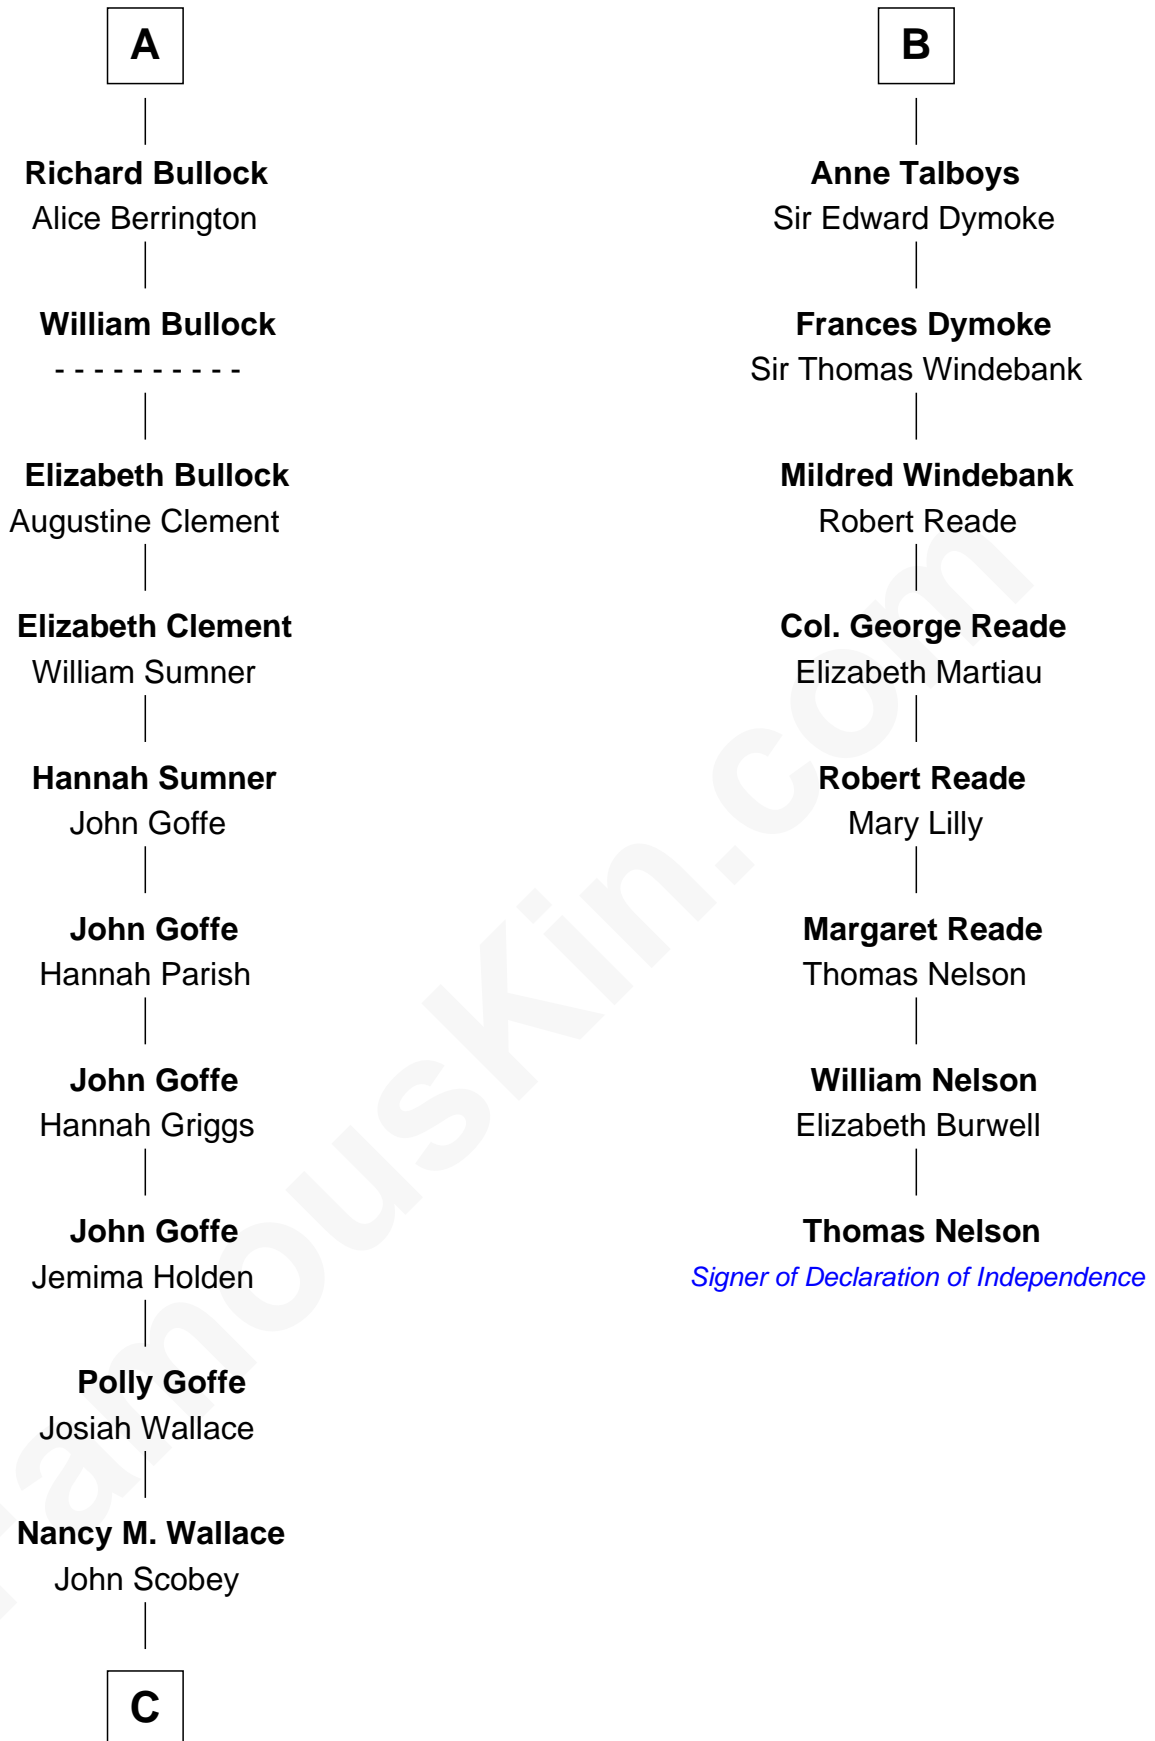 A
Richard Bullock
Alice Berrington
William Bullock
- - - - - - - - - -
Elizabeth Bullock
Augustine Clement
Elizabeth Clement
William Sumner
Hannah Sumner
John Goffe
John Goffe
Hannah Parish
John Goffe
Hannah Griggs
John Goffe
Jemima Holden
Polly Goffe
Josiah Wallace
Nancy M. Wallace
John Scobey
C
B
Anne Talboys
Sir Edward Dymoke
Frances Dymoke
Sir Thomas Windebank
Mildred Windebank
Robert Reade
Col. George Reade
Elizabeth Martiau
Robert Reade
Mary Lilly
Margaret Reade
Thomas Nelson
William Nelson
Elizabeth Burwell
Thomas Nelson
Signer of Declaration of Independence
FamousKin.com